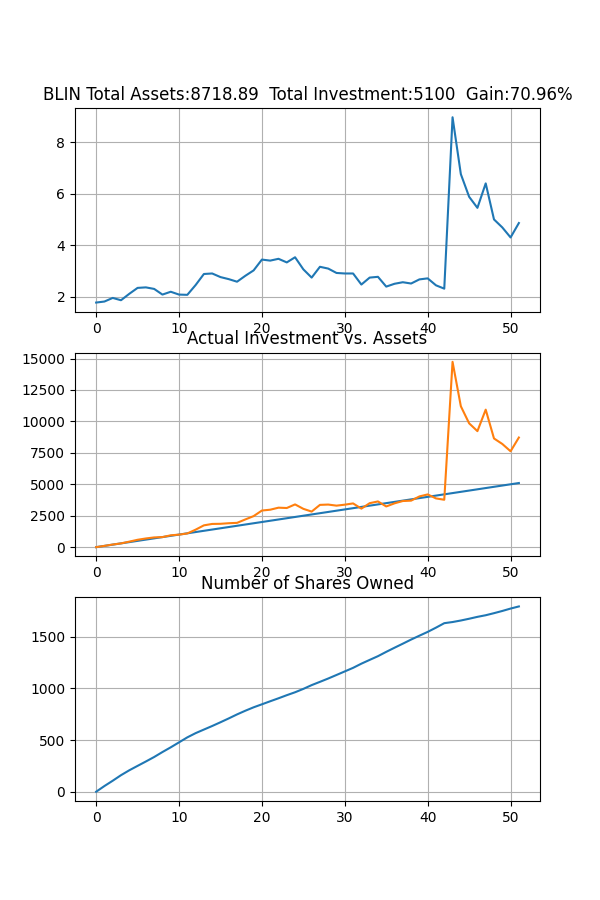 BLIN Total Assets:8718.89  Total Investment:5100  Gain:70.96%
8
6
4
2
0 10 20 30 40 50
Actual Investment vs. Assets
15000
12500
10000
7500
5000
2500
0
0 10 20 30 40 50
Number of Shares Owned
1500
1000
500
0
0 10 20 30 40 50